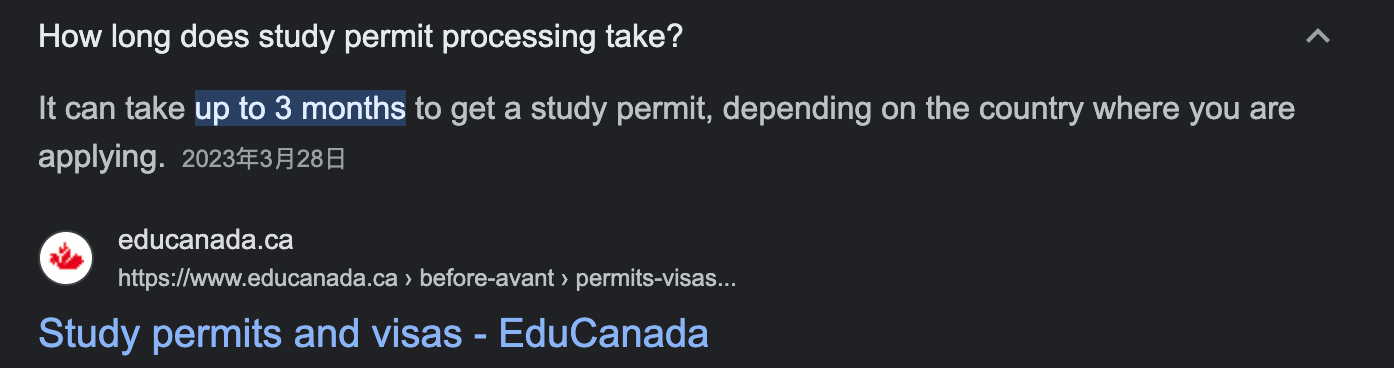 How long does study permit processing take?
It can take up to 3 months to get a study permit, depending on the country where you are
applying. 2023年3月28日
educanada.ca
https://www.educanada.ca › before-avant › permits-visas...
Study permits and visas - EduCanada